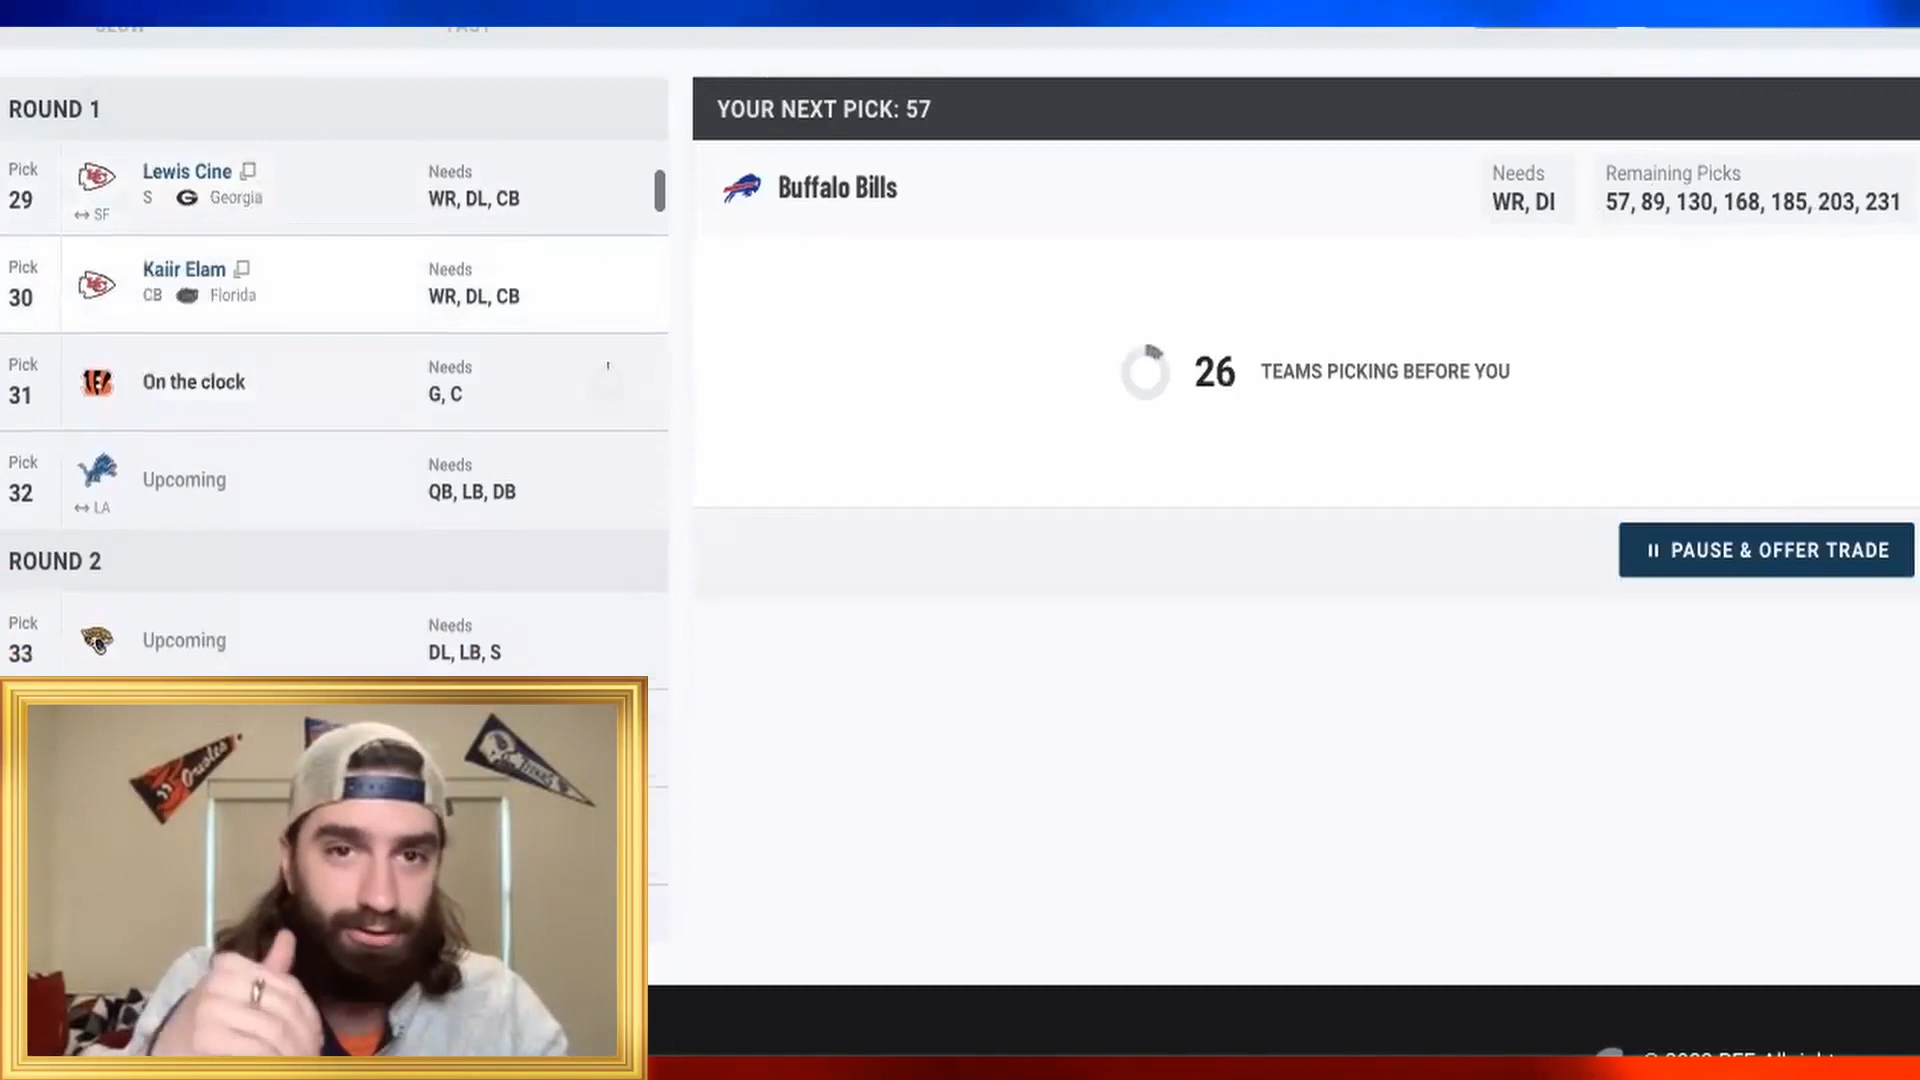 SLOW FAST
ROUND 1
Pick 29
Lewis Cine
S Georgia
SF
Needs
WR, DL, CB
Pick 30
Kaiir Elam
CB Florida
Needs
WR, DL, CB
Pick 31
On the clock
Needs
G, C
Pick 32
Upcoming
LA
Needs
QB, LB, DB
ROUND 2
Pick 33
Upcoming
Needs
DL, LB, S
YOUR NEXT PICK: 57
Buffalo Bills
Needs
WR, DI
Remaining Picks
57, 89, 130, 168, 185, 203, 231
26 TEAMS PICKING BEFORE YOU
PAUSE & OFFER TRADE
Orioles